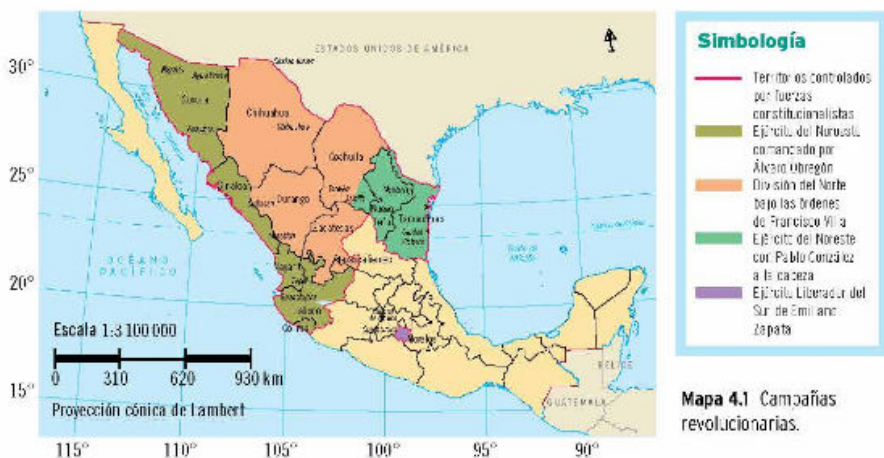 30°
25°
20°
15°
115°
110°
105°
100°
95°
90°
ESTADOS UNIDOS DE AMÉRICA
Sonora
Chihuahua
Coahuila
Sinaloa
Durango
Zacatecas
Tamaulipas
Morelos
OCÉANO
PACÍFICO
BELICE
GUATEMALA
Escala 1:3 100 000
0 310 620 930 km
Proyección cónica de Lambert
Simbología
Territorios controlados
por fuerzas
constitucionalistas
Ejército del Noroeste
comandado por
Álvaro Obregón
División del Norte
bajo las órdenes
de Francisco Villa
Ejército del Noreste
con Pablo González
a la cabeza
Ejército Liberador del
Sur de Emiliano
Zapata
Mapa 4.1 Campañas
revolucionarias.